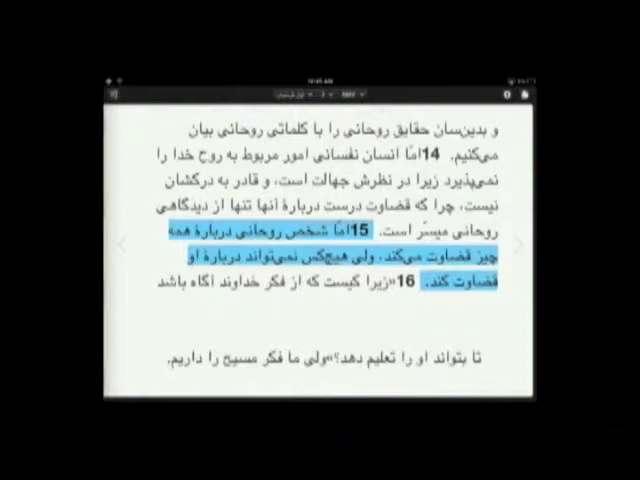 و بدین‌سان حقایق روحانی را با کلماتی روحانی بیان
می‌کنیم. 14امّا انسان نفسانی امور مربوط به روح خدا را
نمی‌پذیرد زیرا در نظرش جهالت است، و قادر به درکشان
نیست، چرا که قضاوت درست دربارهٔ آنها تنها از دیدگاهی
روحانی میسّر است. 15امّا شخص روحانی دربارهٔ همه
چیز قضاوت می‌کند، ولی هیچ‌کس نمی‌تواند دربارهٔ او
قضاوت کند. 16«زیرا کیست که از فکر خداوند آگاه باشد
تا بتواند او را تعلیم دهد؟»ولی ما فکر مسیح را داریم.